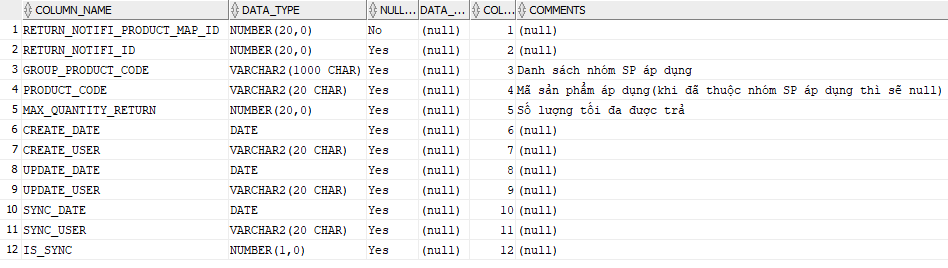 COLUMN_NAME DATA_TYPE NULL... DATA_... COL... COMMENTS
1 RETURN_NOTIFI_PRODUCT_MAP_ID NUMBER(20,0) No (null) 1 (null)
2 RETURN_NOTIFI_ID NUMBER(20,0) Yes (null) 2 (null)
3 GROUP_PRODUCT_CODE VARCHAR2(1000 CHAR) Yes (null) 3 Danh sách nhóm SP áp dụng
4 PRODUCT_CODE VARCHAR2(20 CHAR) Yes (null) 4 Mã sản phẩm áp dụng(khi đã thuộc nhóm SP áp dụng thì sẽ null)
5 MAX_QUANTITY_RETURN NUMBER(20,0) Yes (null) 5 Số lượng tối đa được trả
6 CREATE_DATE DATE Yes (null) 6 (null)
7 CREATE_USER VARCHAR2(20 CHAR) Yes (null) 7 (null)
8 UPDATE_DATE DATE Yes (null) 8 (null)
9 UPDATE_USER VARCHAR2(20 CHAR) Yes (null) 9 (null)
10 SYNC_DATE DATE Yes (null) 10 (null)
11 SYNC_USER VARCHAR2(20 CHAR) Yes (null) 11 (null)
12 IS_SYNC NUMBER(1,0) Yes (null) 12 (null)